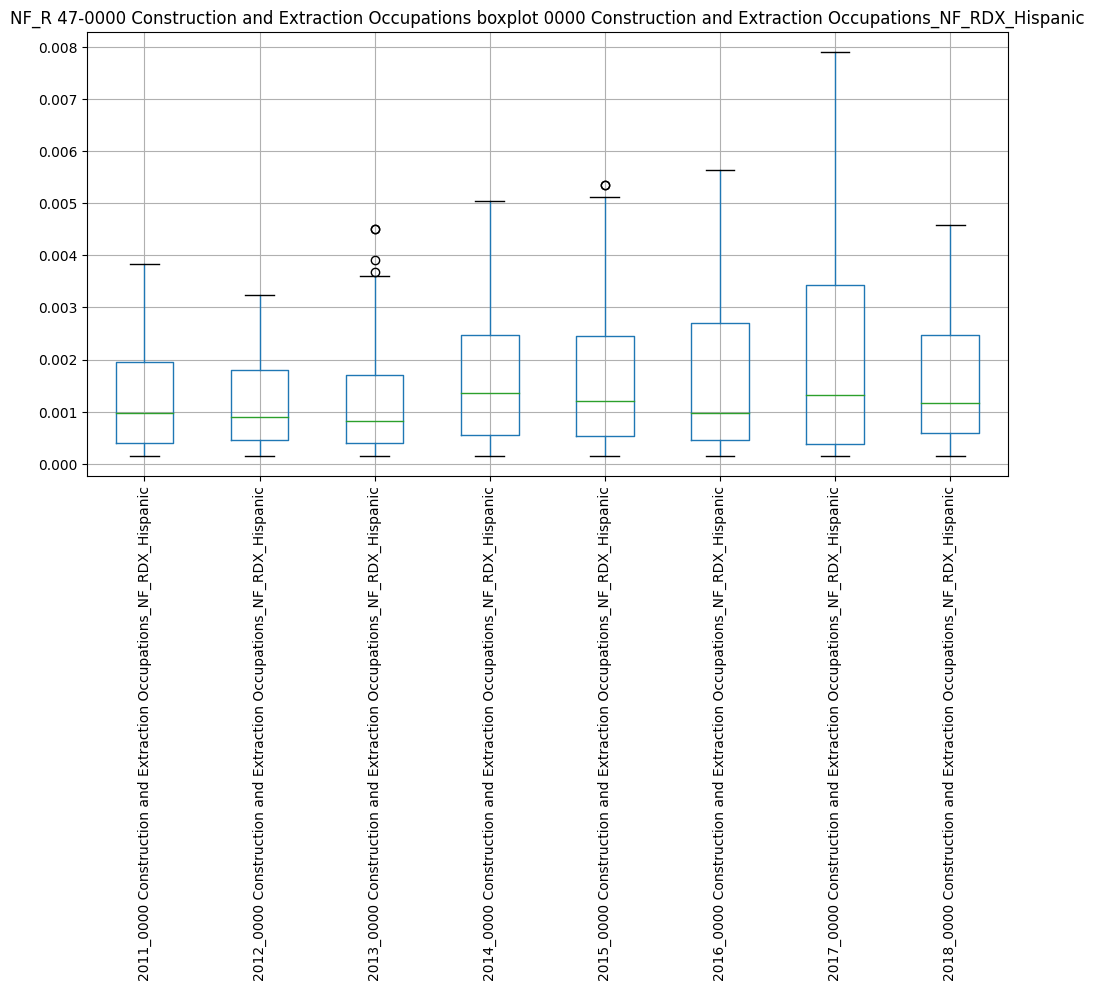 NF_R 47-0000 Construction and Extraction Occupations boxplot 0000 Construction and Extraction Occupations_NF_RDX_Hispanic
0.008
0.007
0.006
0.005
0.004
0.003
0.002
0.001
0.000
2011_0000 Construction and Extraction Occupations_NF_RDX_Hispanic
2012_0000 Construction and Extraction Occupations_NF_RDX_Hispanic
2013_0000 Construction and Extraction Occupations_NF_RDX_Hispanic
2014_0000 Construction and Extraction Occupations_NF_RDX_Hispanic
2015_0000 Construction and Extraction Occupations_NF_RDX_Hispanic
2016_0000 Construction and Extraction Occupations_NF_RDX_Hispanic
2017_0000 Construction and Extraction Occupations_NF_RDX_Hispanic
2018_0000 Construction and Extraction Occupations_NF_RDX_Hispanic